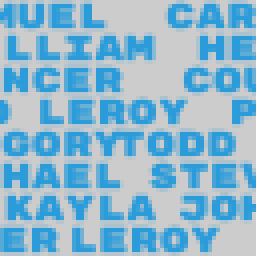 MUEL CAR
LLIAM HE
NCER COU
O LEROY P
GORYTODD
HAEL STEV
KAYLA JOH
ER LEROY